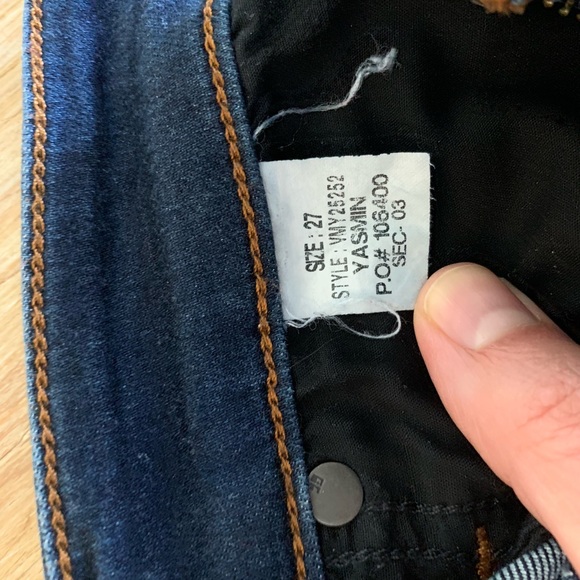 SIZE : 27
STYLE : VMY25252
YASMIN
P.O# 106400
SEC- 03